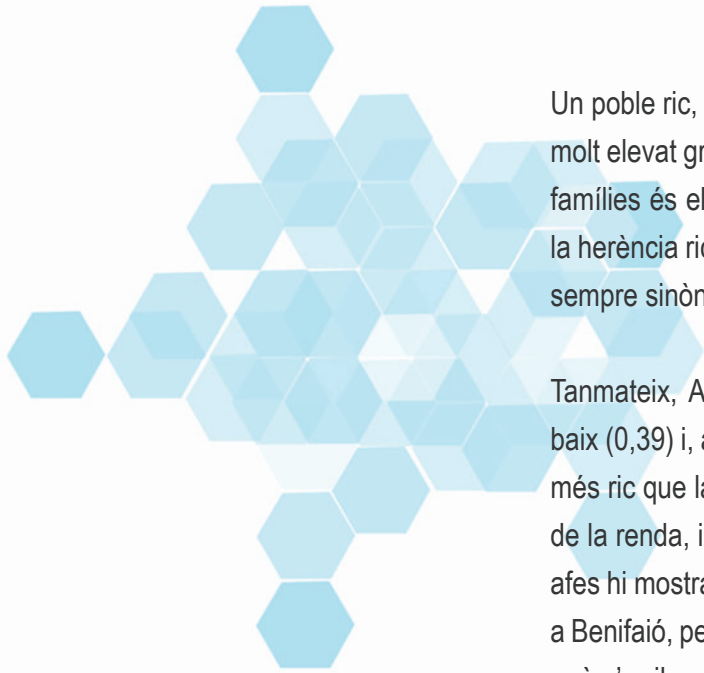 Un poble ric,
molt elevat gr
famílies és el
la herència ric
sempre sinòn
Tanmateix, A
baix (0,39) i, a
més ric que la
de la renda, i
afes hi mostra
a Benifaió, pe